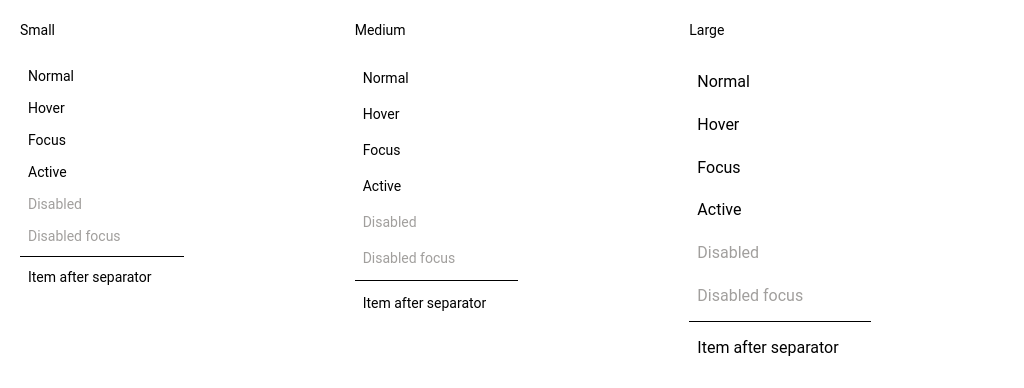 Small
Normal
Hover
Focus
Active
Disabled
Disabled focus
Item after separator
Medium
Normal
Hover
Focus
Active
Disabled
Disabled focus
Item after separator
Large
Normal
Hover
Focus
Active
Disabled
Disabled focus
Item after separator